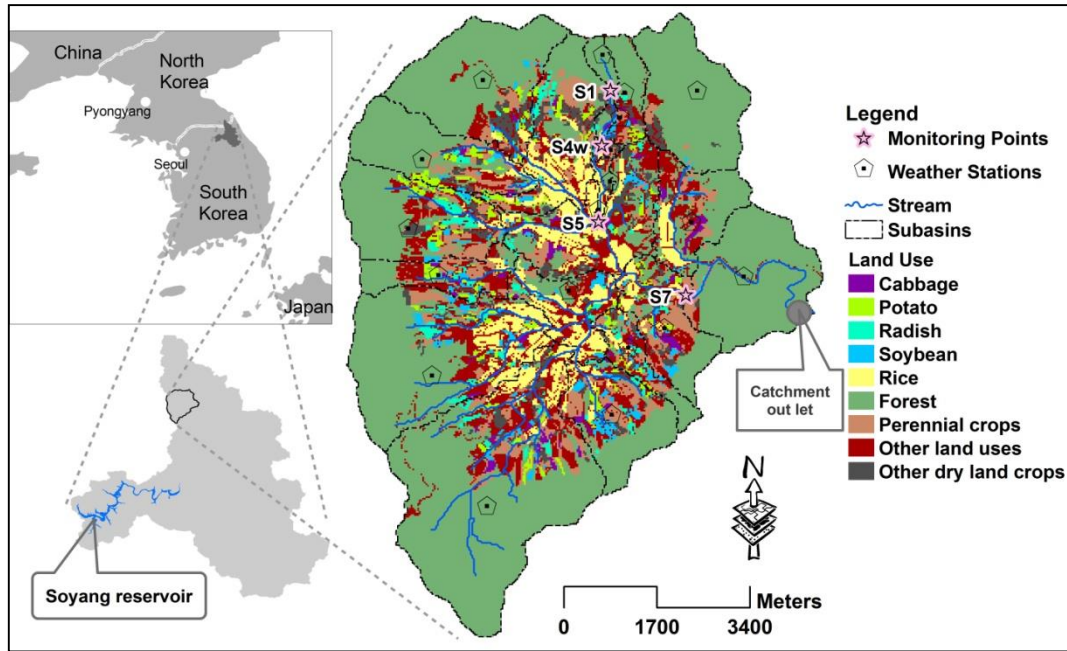 China
North
Korea
Pyongyang
Seoul
South
Korea
Japan
Soyang reservoir
S1
S4w
S5
S7
Catchment
out let
Legend
Monitoring Points
Weather Stations
Stream
Subasins
Land Use
Cabbage
Potato
Radish
Soybean
Rice
Forest
Perennial crops
Other land uses
Other dry land crops
N
Meters
0 1700 3400